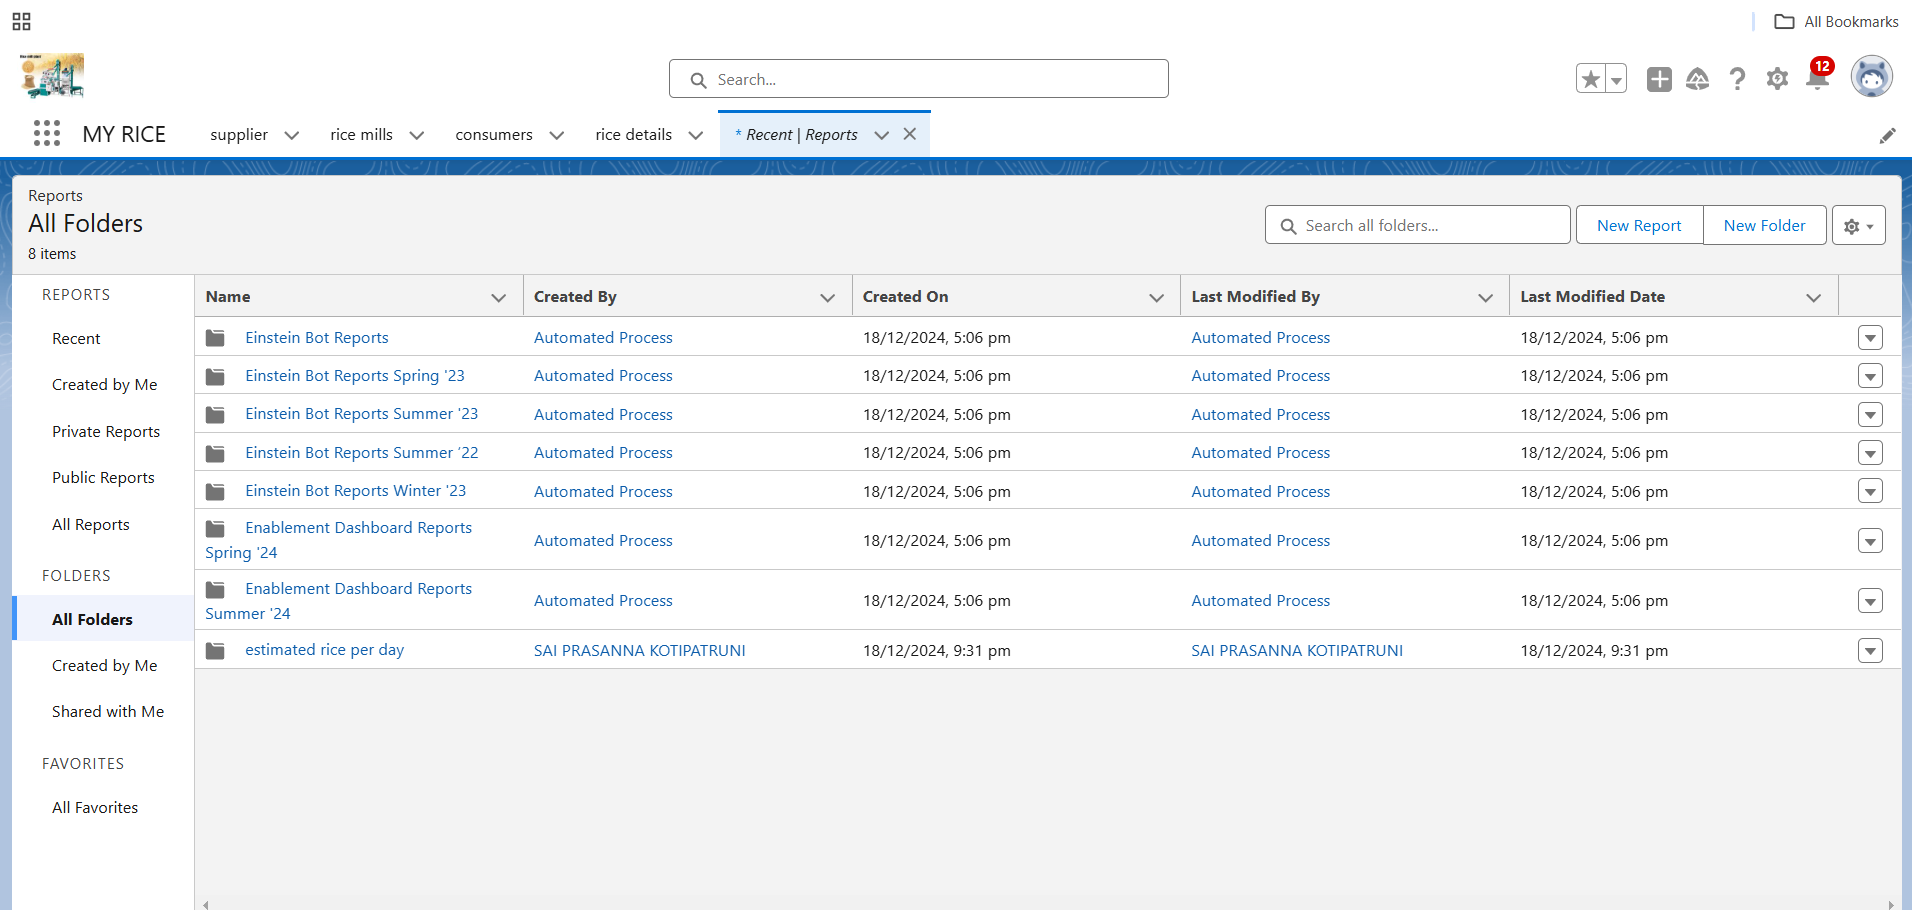 All Bookmarks
Search...
12
MY RICE
supplier
rice mills
consumers
rice details
* Recent | Reports
Reports
All Folders
8 items
Search all folders...
New Report
New Folder
REPORTS
Recent
Created by Me
Private Reports
Public Reports
All Reports
FOLDERS
All Folders
Created by Me
Shared with Me
FAVORITES
All Favorites
Name Created By Created On Last Modified By Last Modified Date
Einstein Bot Reports Automated Process 18/12/2024, 5:06 pm Automated Process 18/12/2024, 5:06 pm
Einstein Bot Reports Spring '23 Automated Process 18/12/2024, 5:06 pm Automated Process 18/12/2024, 5:06 pm
Einstein Bot Reports Summer '23 Automated Process 18/12/2024, 5:06 pm Automated Process 18/12/2024, 5:06 pm
Einstein Bot Reports Summer ‘22 Automated Process 18/12/2024, 5:06 pm Automated Process 18/12/2024, 5:06 pm
Einstein Bot Reports Winter '23 Automated Process 18/12/2024, 5:06 pm Automated Process 18/12/2024, 5:06 pm
Enablement Dashboard Reports
Spring '24 Automated Process 18/12/2024, 5:06 pm Automated Process 18/12/2024, 5:06 pm
Enablement Dashboard Reports
Summer '24 Automated Process 18/12/2024, 5:06 pm Automated Process 18/12/2024, 5:06 pm
estimated rice per day SAI PRASANNA KOTIPATRUNI 18/12/2024, 9:31 pm SAI PRASANNA KOTIPATRUNI 18/12/2024, 9:31 pm